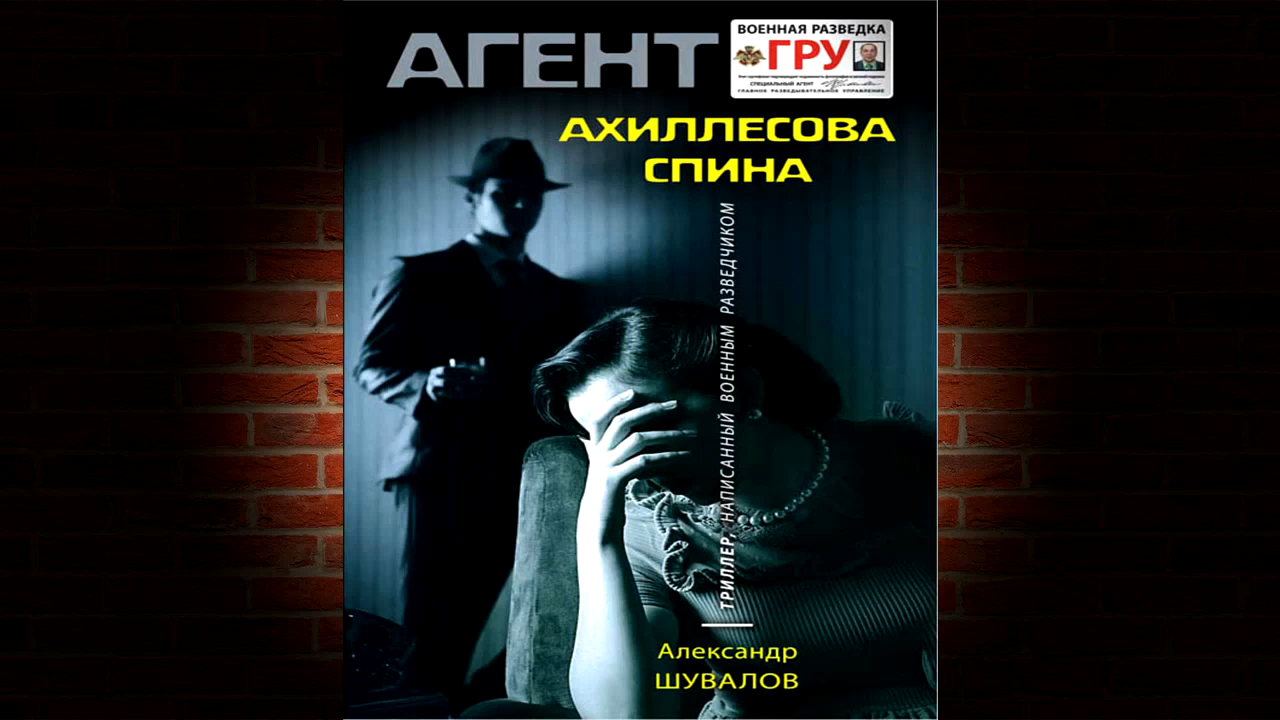 АГЕНТ
ВОЕННАЯ РАЗВЕДКА
ГРУ
СПЕЦИАЛЬНЫЙ АГЕНТ
ГЛАВНОЕ РАЗВЕДЫВАТЕЛЬНОЕ УПРАВЛЕНИЕ
АХИЛЛЕСОВА
СПИНА
ТРИЛЛЕР, НАПИСАННЫЙ ВОЕННЫМ РАЗВЕДЧИКОМ
Александр
ШУВАЛОВ